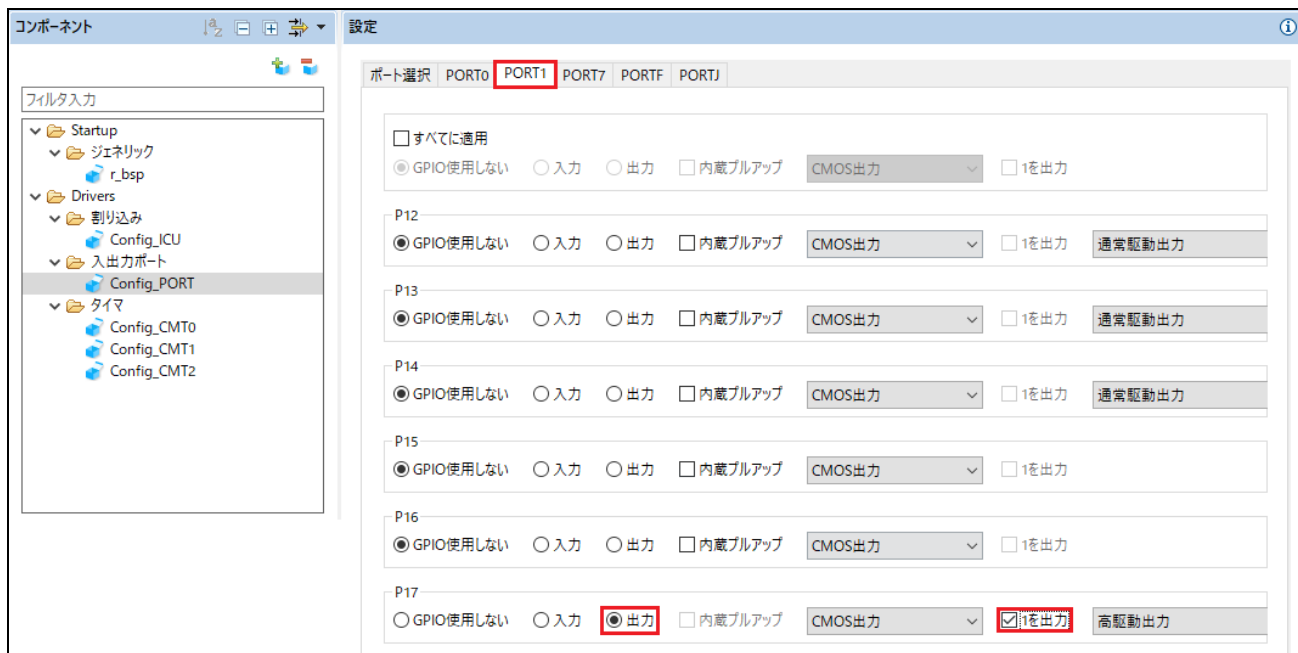 コンポーネント
設定
フィルタ入力
Startup
ジェネリック
r_bsp
Drivers
割り込み
Config_ICU
入出力ポート
Config_PORT
タイマ
Config_CMT0
Config_CMT1
Config_CMT2
ポート選択 PORT0 PORT1 PORT7 PORTF PORTJ
すべてに適用
GPIO使用しない 入力 出力 内蔵プルアップ CMOS出力 1を出力
P12
GPIO使用しない 入力 出力 内蔵プルアップ CMOS出力 1を出力 通常駆動出力
P13
GPIO使用しない 入力 出力 内蔵プルアップ CMOS出力 1を出力 通常駆動出力
P14
GPIO使用しない 入力 出力 内蔵プルアップ CMOS出力 1を出力 通常駆動出力
P15
GPIO使用しない 入力 出力 内蔵プルアップ CMOS出力 1を出力
P16
GPIO使用しない 入力 出力 内蔵プルアップ CMOS出力 1を出力
P17
GPIO使用しない 入力 出力 内蔵プルアップ CMOS出力 1を出力 高駆動出力